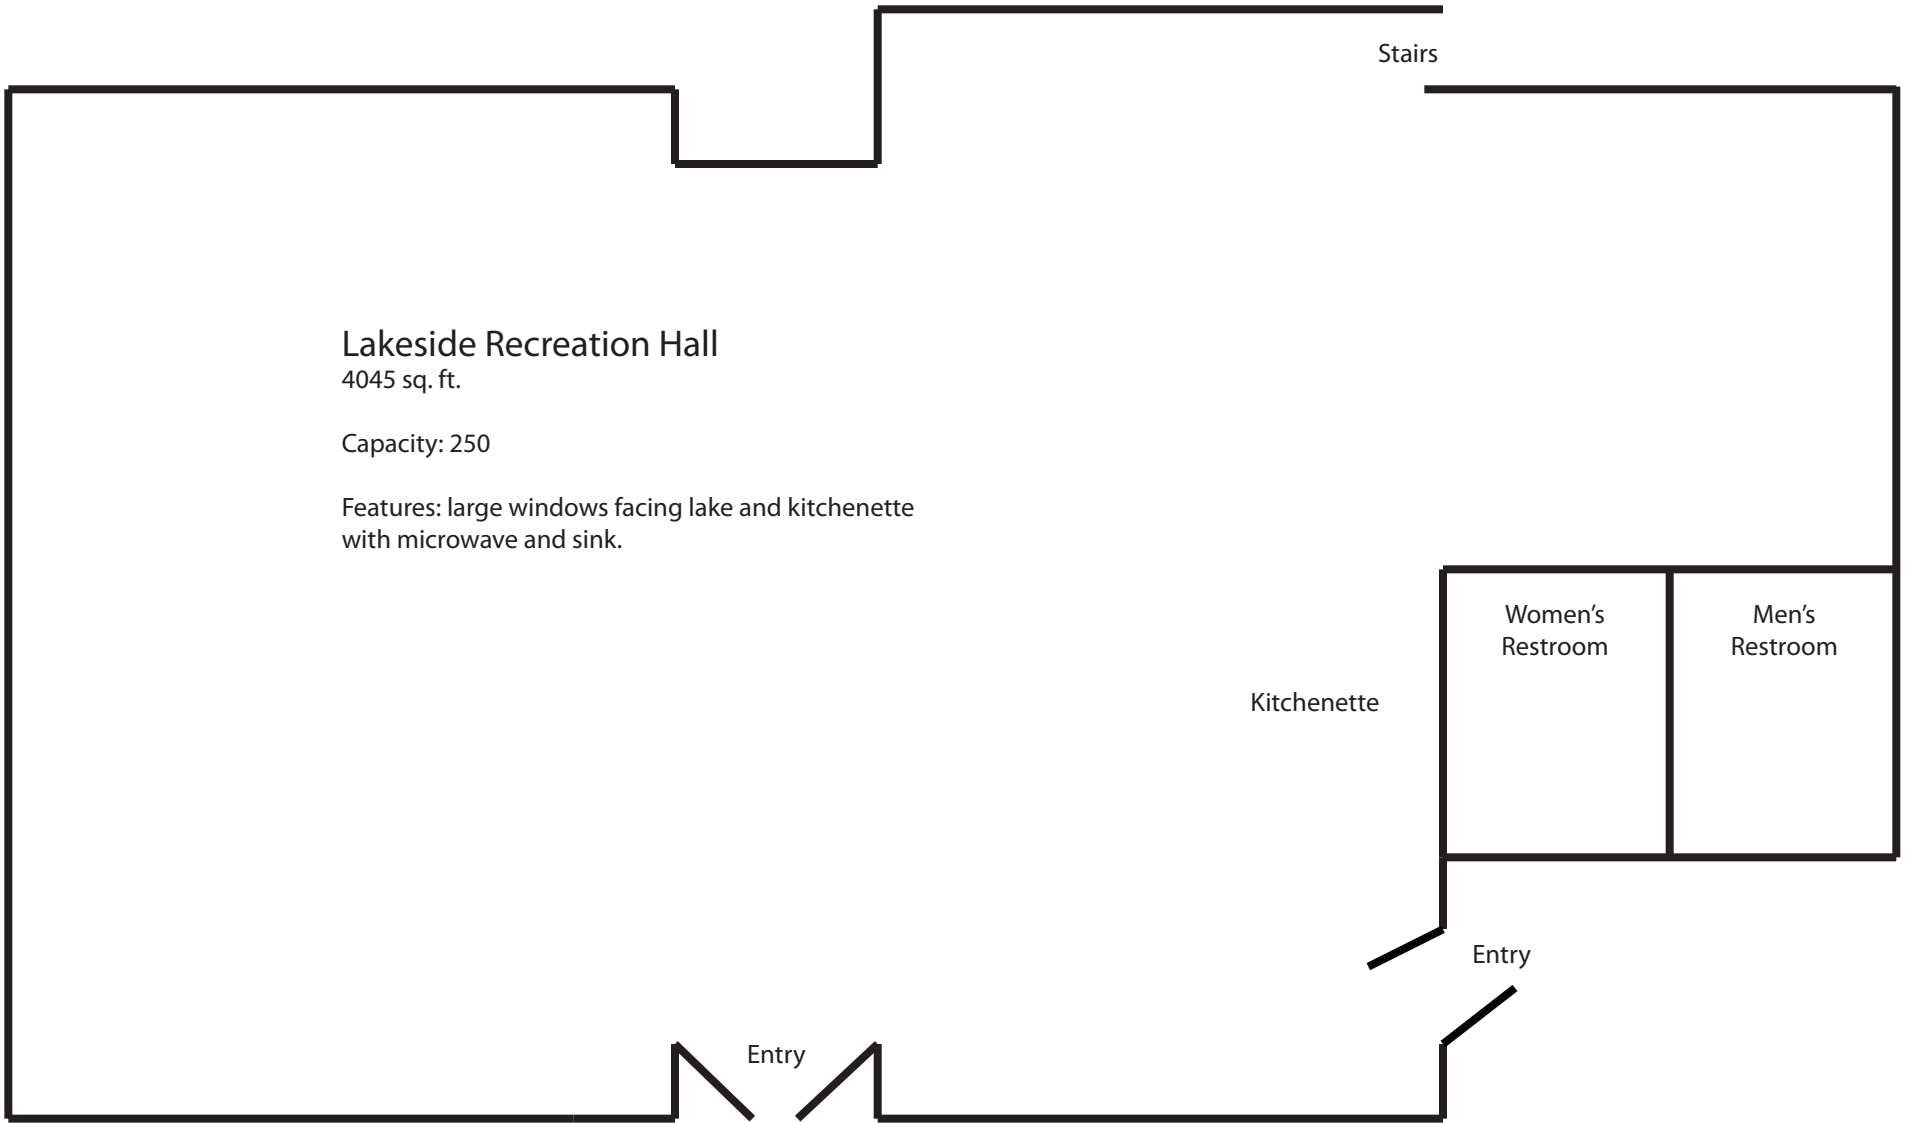 Stairs
Lakeside Recreation Hall
4045 sq. ft.
Capacity: 250
Features: large windows facing lake and kitchenette
with microwave and sink.
Women’s
Restroom
Men’s
Restroom
Kitchenette
Entry
Entry